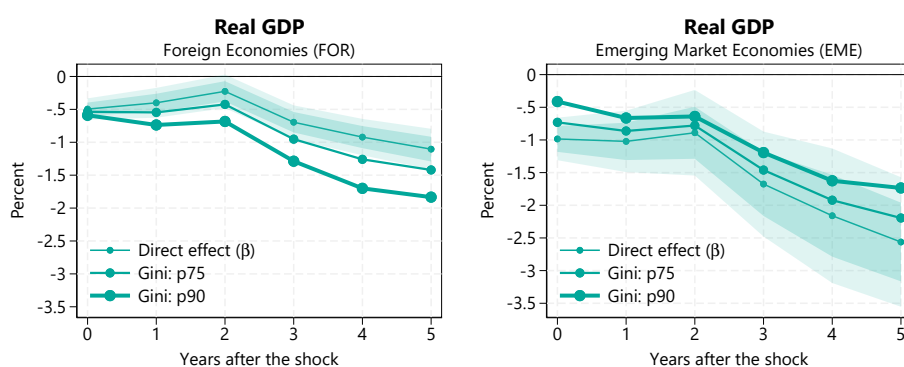 Real GDP
Foreign Economies (FOR)
Percent
0
-.5
-1
-1.5
-2
-2.5
-3
-3.5
Direct effect (β)
Gini: p75
Gini: p90
0 1 2 3 4 5
Years after the shock
Real GDP
Emerging Market Economies (EME)
Percent
0
-.5
-1
-1.5
-2
-2.5
-3
-3.5
Direct effect (β)
Gini: p75
Gini: p90
0 1 2 3 4 5
Years after the shock